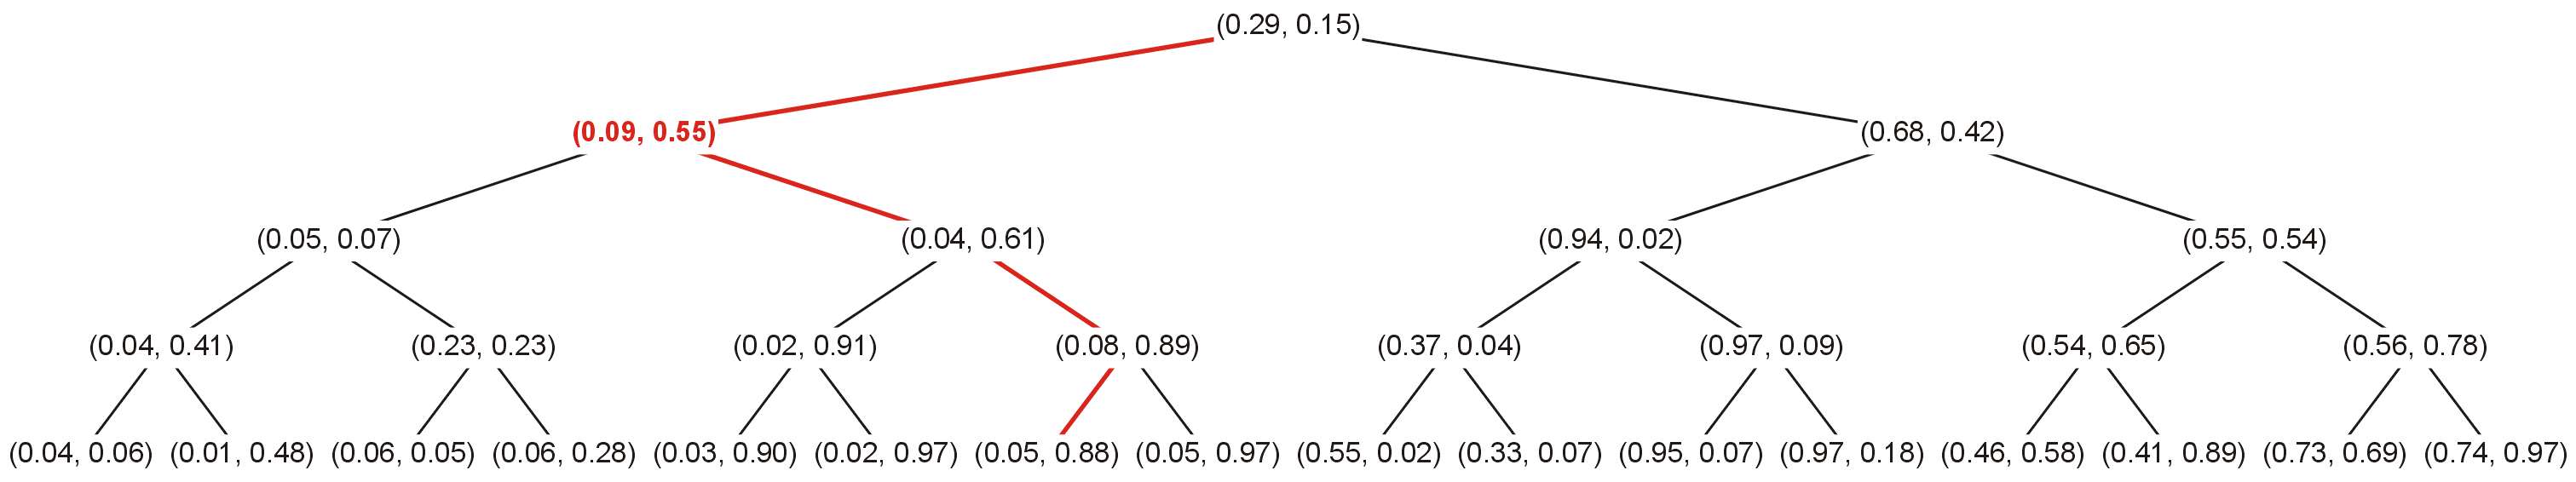 (0.29, 0.15)
(0.09, 0.55) (0.68, 0.42)
(0.05, 0.07) (0.04, 0.61) (0.94, 0.02) (0.55, 0.54)
(0.04, 0.41) (0.23, 0.23) (0.02, 0.91) (0.08, 0.89) (0.37, 0.04) (0.97, 0.09) (0.54, 0.65) (0.56, 0.78)
(0.04, 0.06) (0.01, 0.48) (0.06, 0.05) (0.06, 0.28) (0.03, 0.90) (0.02, 0.97) (0.05, 0.88) (0.05, 0.97) (0.55, 0.02) (0.33, 0.07) (0.95, 0.07) (0.97, 0.18) (0.46, 0.58) (0.41, 0.89) (0.73, 0.69) (0.74, 0.97)